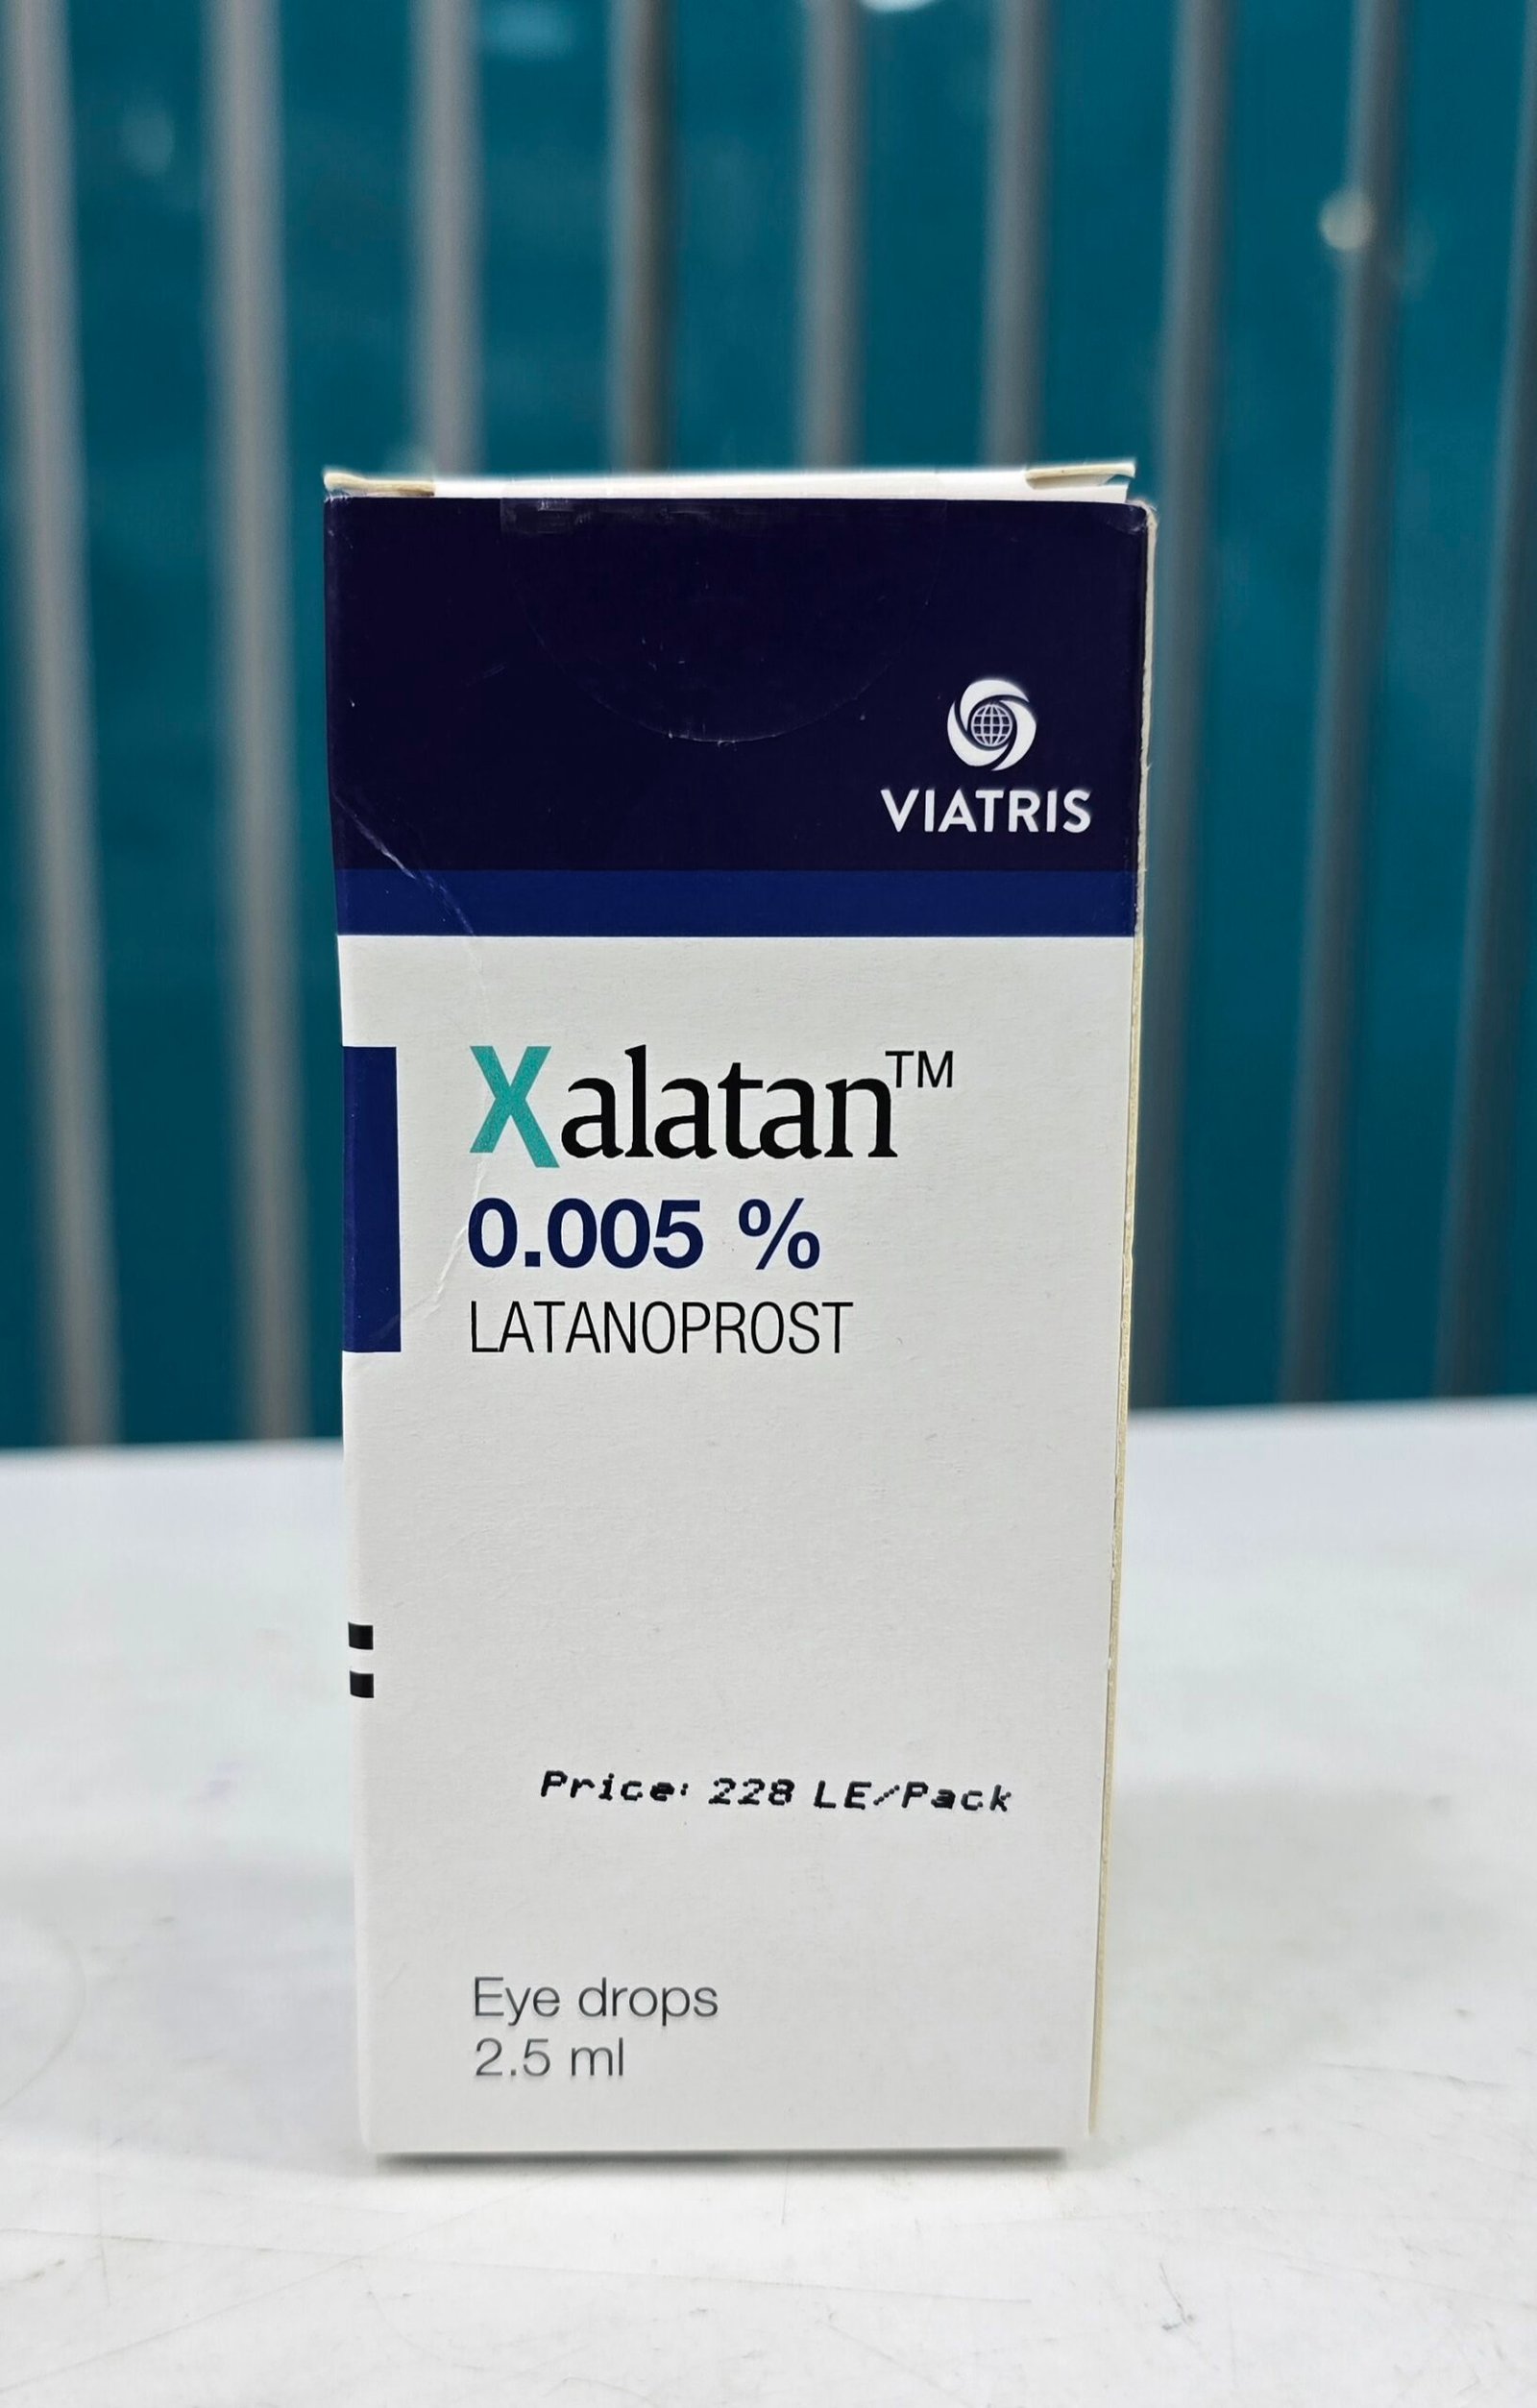 VIATRIS
Xalatan™
0.005 %
LATANOPROST
Price: 228 LE/Pack
Eye drops
2.5 ml